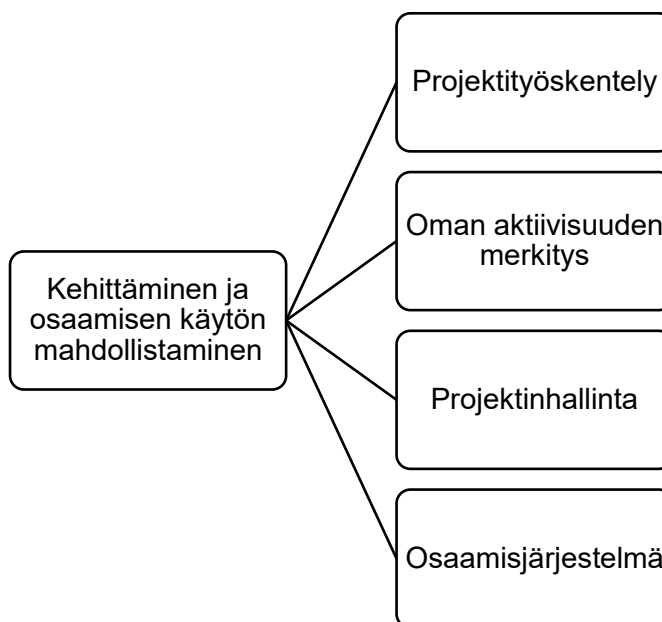 Projektityöskentely
Oman aktiivisuuden
merkitys
Kehittäminen ja
osaamisen käytön
mahdollistaminen
Projektinhallinta
Osaamisjärjestelmä